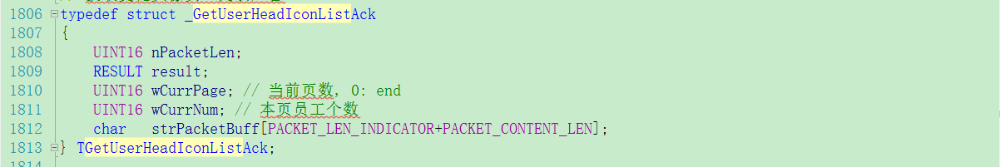 1806 typedef struct _GetUserHeadIconListAck
1807 {
1808 UINT16 nPacketLen;
1809 RESULT result;
1810 UINT16 wCurrPage; // 当前页数, 0: end
1811 UINT16 wCurrNum; // 本页员工个数
1812 char strPacketBuff[PACKET_LEN_INDICATOR+PACKET_CONTENT_LEN];
1813 } TGetUserHeadIconListAck;
1814